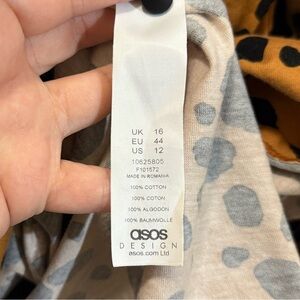 UK 16
EU 44
US 12
10625805
F101572
MADE IN ROMANIA
100% COTTON
100% COTON
100% ALGODON
100% BAUMWOLLE
asos
DESIGN
asos.com Ltd